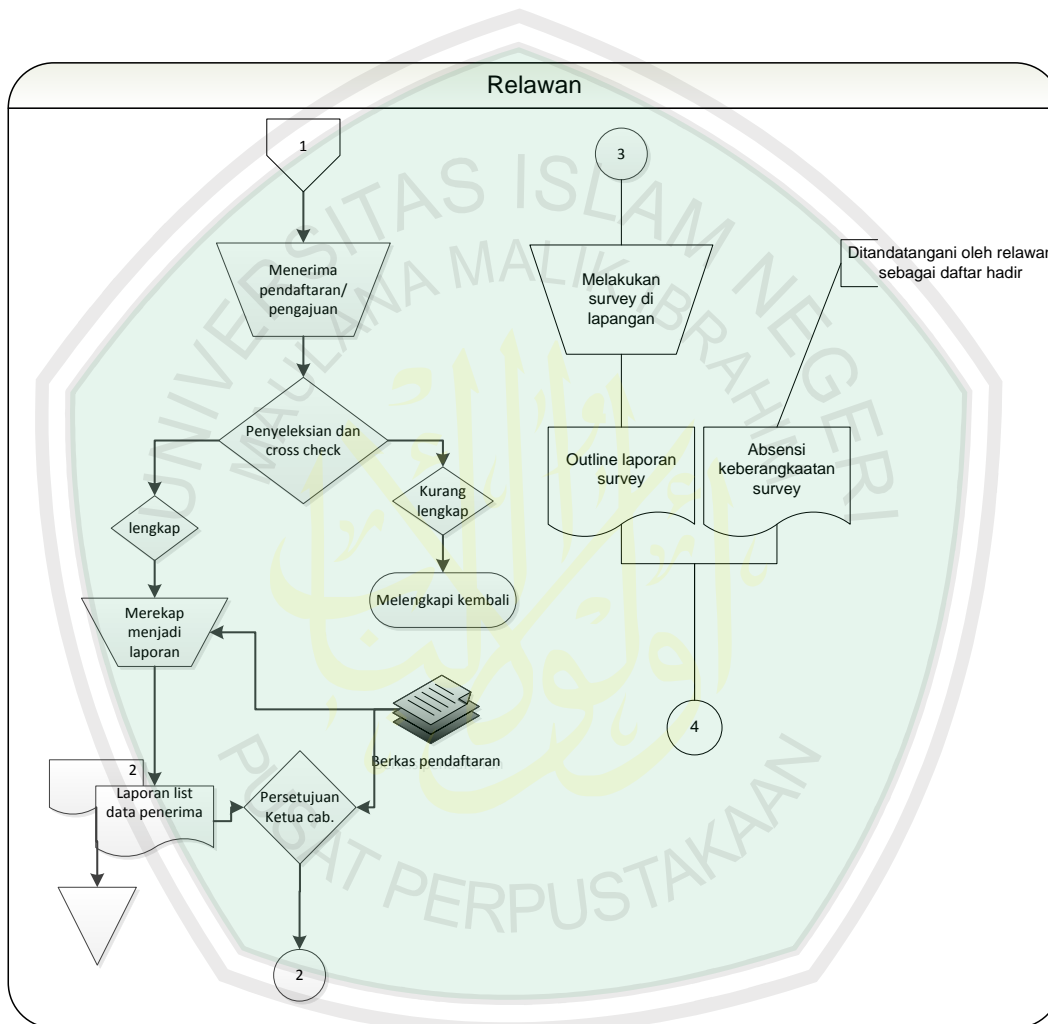 Relawan
1
Menerima
pendaftaran/
pengajuan
Penyeleksian dan
cross check
lengkap
Kurang
lengkap
Melengkapi kembali
Merekap
menjadi
laporan
Berkas pendaftaran
2
Laporan list
data penerima
Persetujuan
Ketua cab.
2
3
Melakukan
survey di
lapangan
Ditandatangani oleh relawan
sebagai daftar hadir
Outline laporan
survey
Absensi
keberangkaatan
survey
4
UNIVERSITAS ISLAM NEGERI
MAULANA MALIK IBRAHIM
PUSAT PERPUSTAKAAN